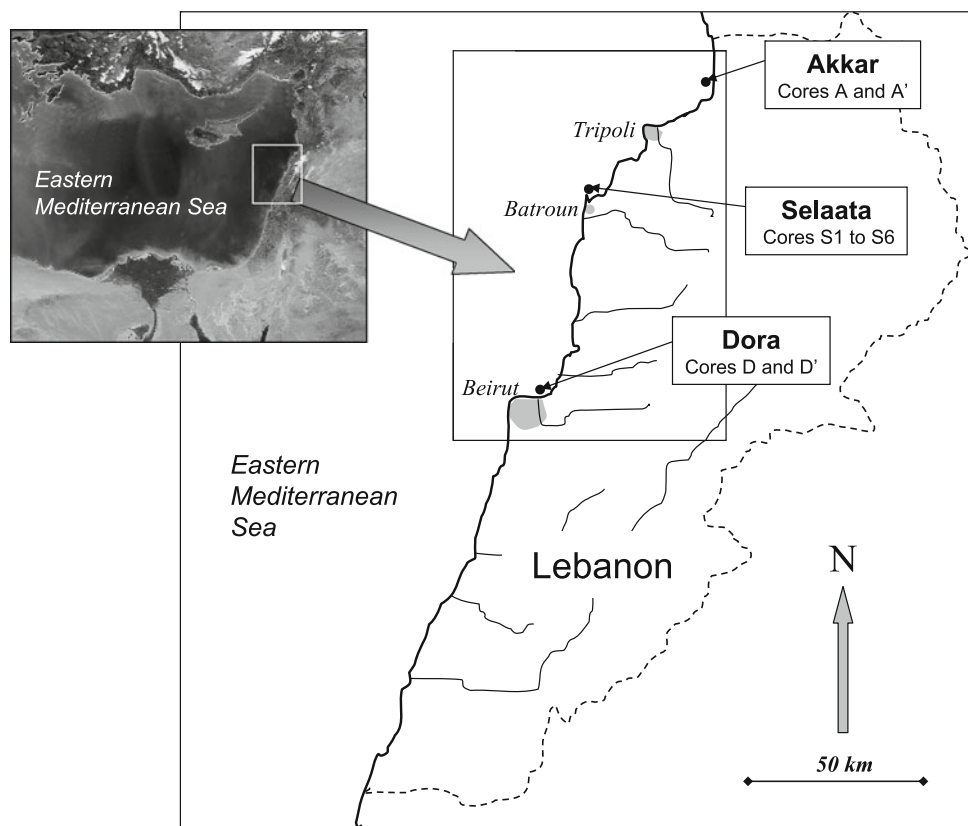 Eastern
Mediterranean Sea
Akkar
Cores A and A’
Tripoli
Batroun
Selaata
Cores S1 to S6
Dora
Cores D and D’
Beirut
Eastern
Mediterranean
Sea
Lebanon
N
50 km